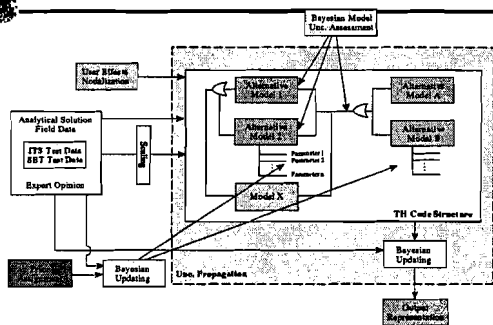 Bayesian Model
Unc. Assessment
User Effects
Nodalization
Alternative
Model 1
Alternative
Model A
Analytical Solution
Field Data
ITS Test Data
SBT Test Data
Expert Opinion
Scaling
Alternative
Model 2
Alternative
Model B
Parameter 1
Parameter 2
Parameter n
Model X
TH Code Structure
Bayesian
Updating
Bayesian
Updating
Unc. Propagation
Output
Representation